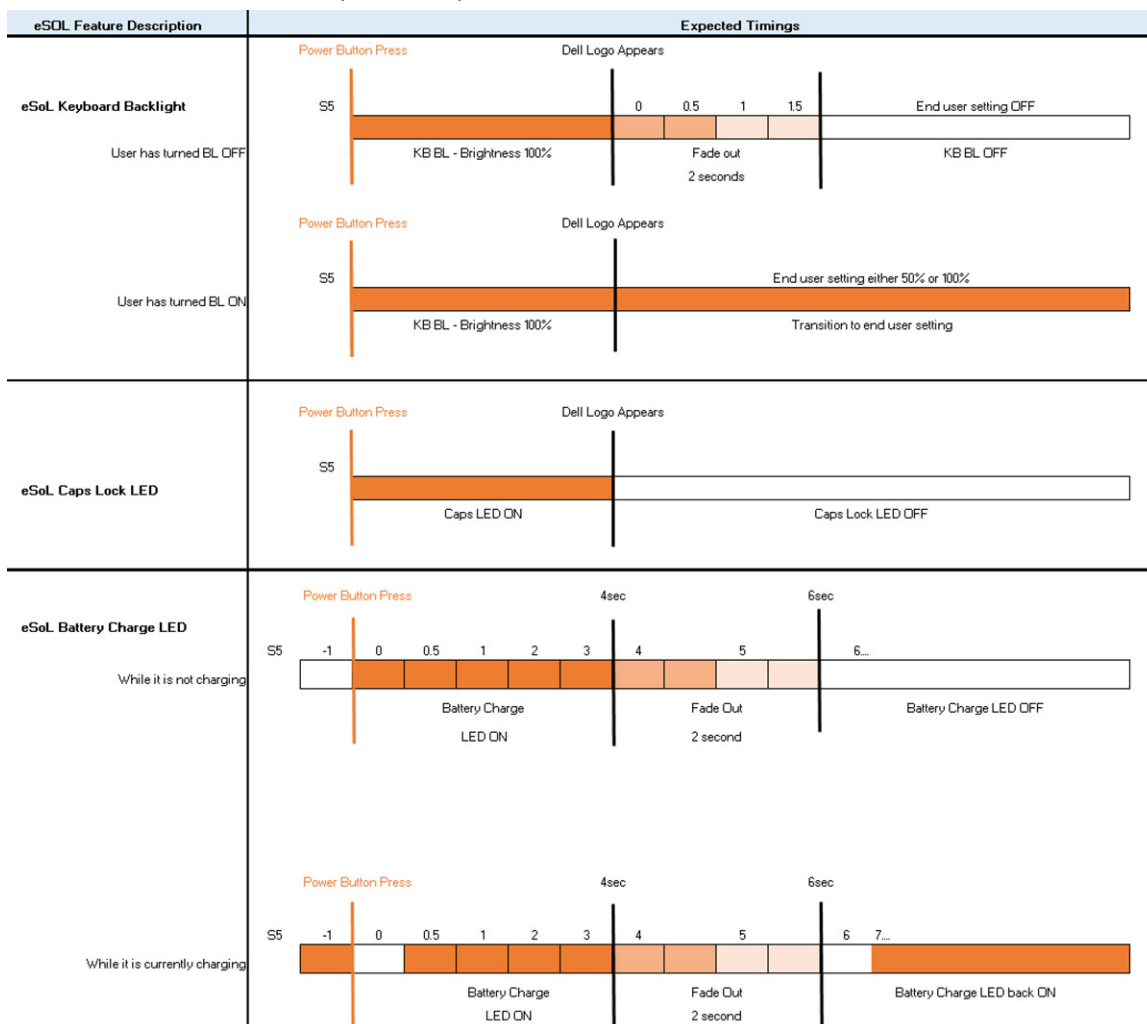 eSOL Feature Description
Expected Timings
Power Button Press
Dell Logo Appears
eSoL Keyboard Backlight
S5
0 0.5 1 1.5
End user setting OFF
User has turned BL OFF
KB BL - Brightness 100%
Fade out
KB BL OFF
2 seconds
Power Button Press
Dell Logo Appears
S5
End user setting either 50% or 100%
User has turned BL ON
KB BL - Brightness 100%
Transition to end user setting
Power Button Press
Dell Logo Appears
S5
eSoL Caps Lock LED
Caps LED ON
Caps Lock LED OFF
Power Button Press
4sec
6sec
eSoL Battery Charge LED
S5
-1 0 0.5 1 2 3 4 5 6...
While it is not charging
Battery Charge
Fade Out
Battery Charge LED OFF
LED ON
2 second
Power Button Press
4sec
6sec
S5
-1 0 0.5 1 2 3 4 5 6 7...
While it is currently charging
Battery Charge
Fade Out
Battery Charge LED back ON
LED ON
2 second